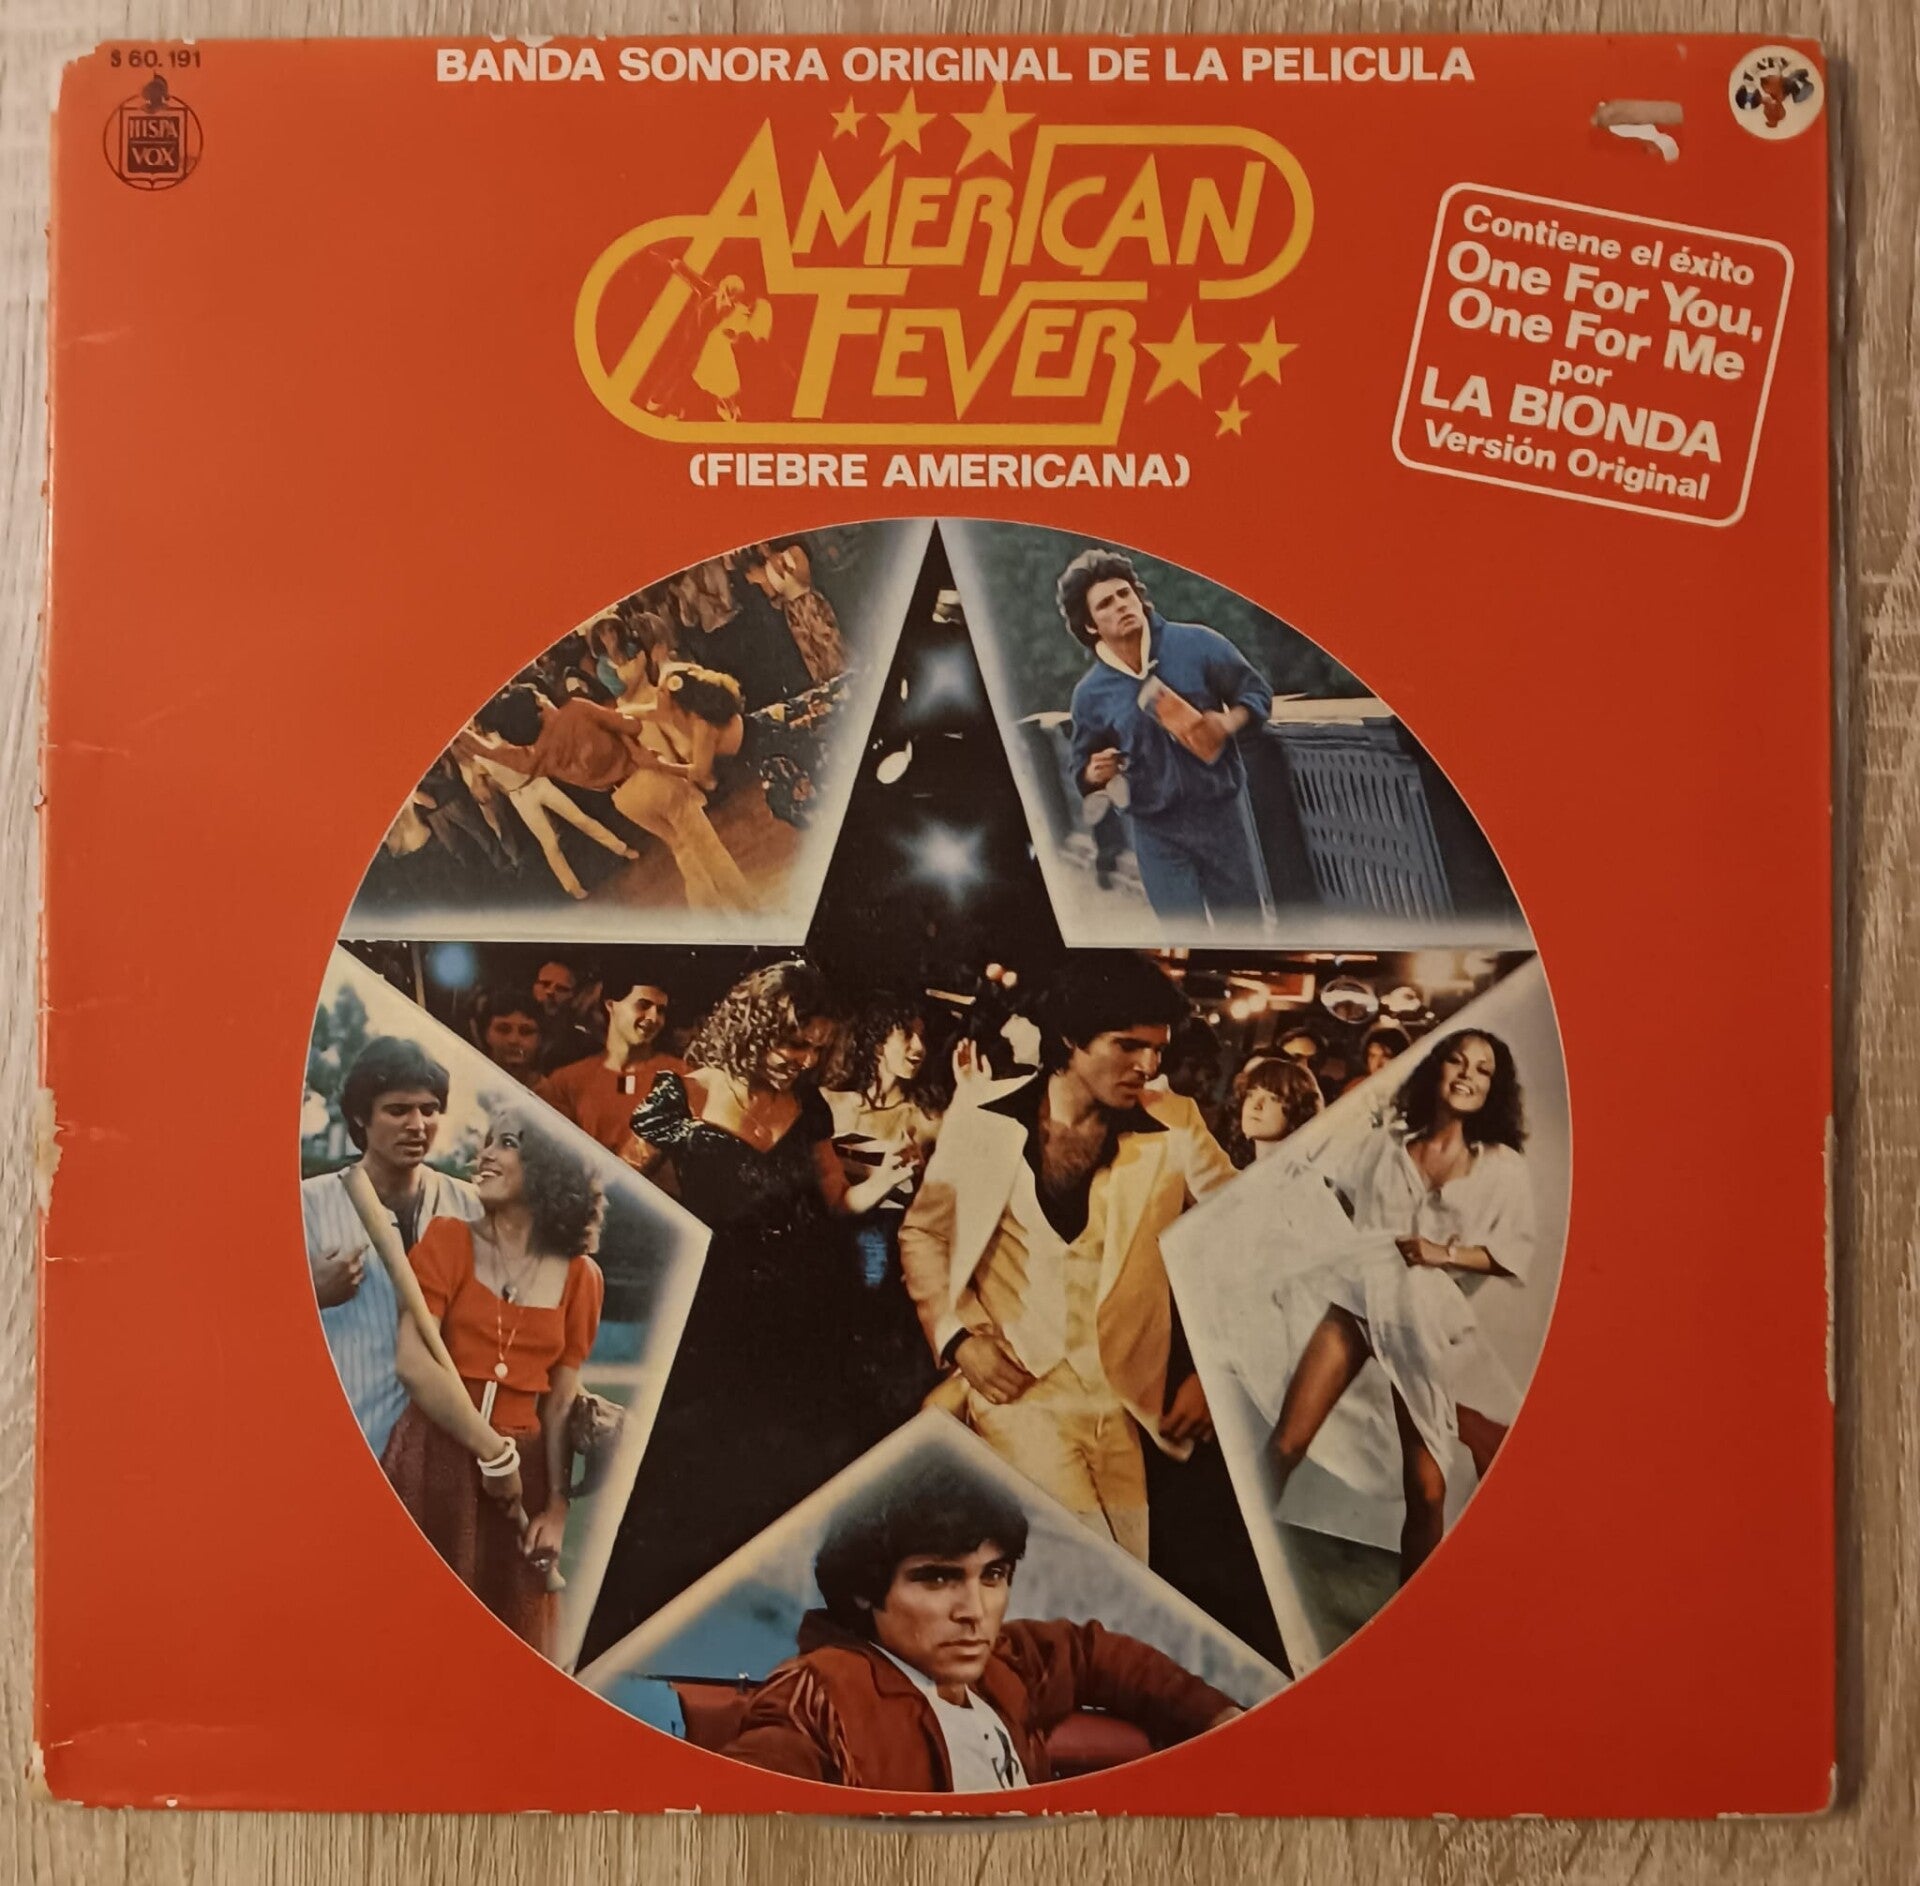 S 60.191
HISPA
VOX
BANDA SONORA ORIGINAL DE LA PELICULA
AMERICAN
FEVER
(FIEBRE AMERICANA)
Contiene el éxito
One For You,
One For Me
por
LA BIONDA
Versión Original